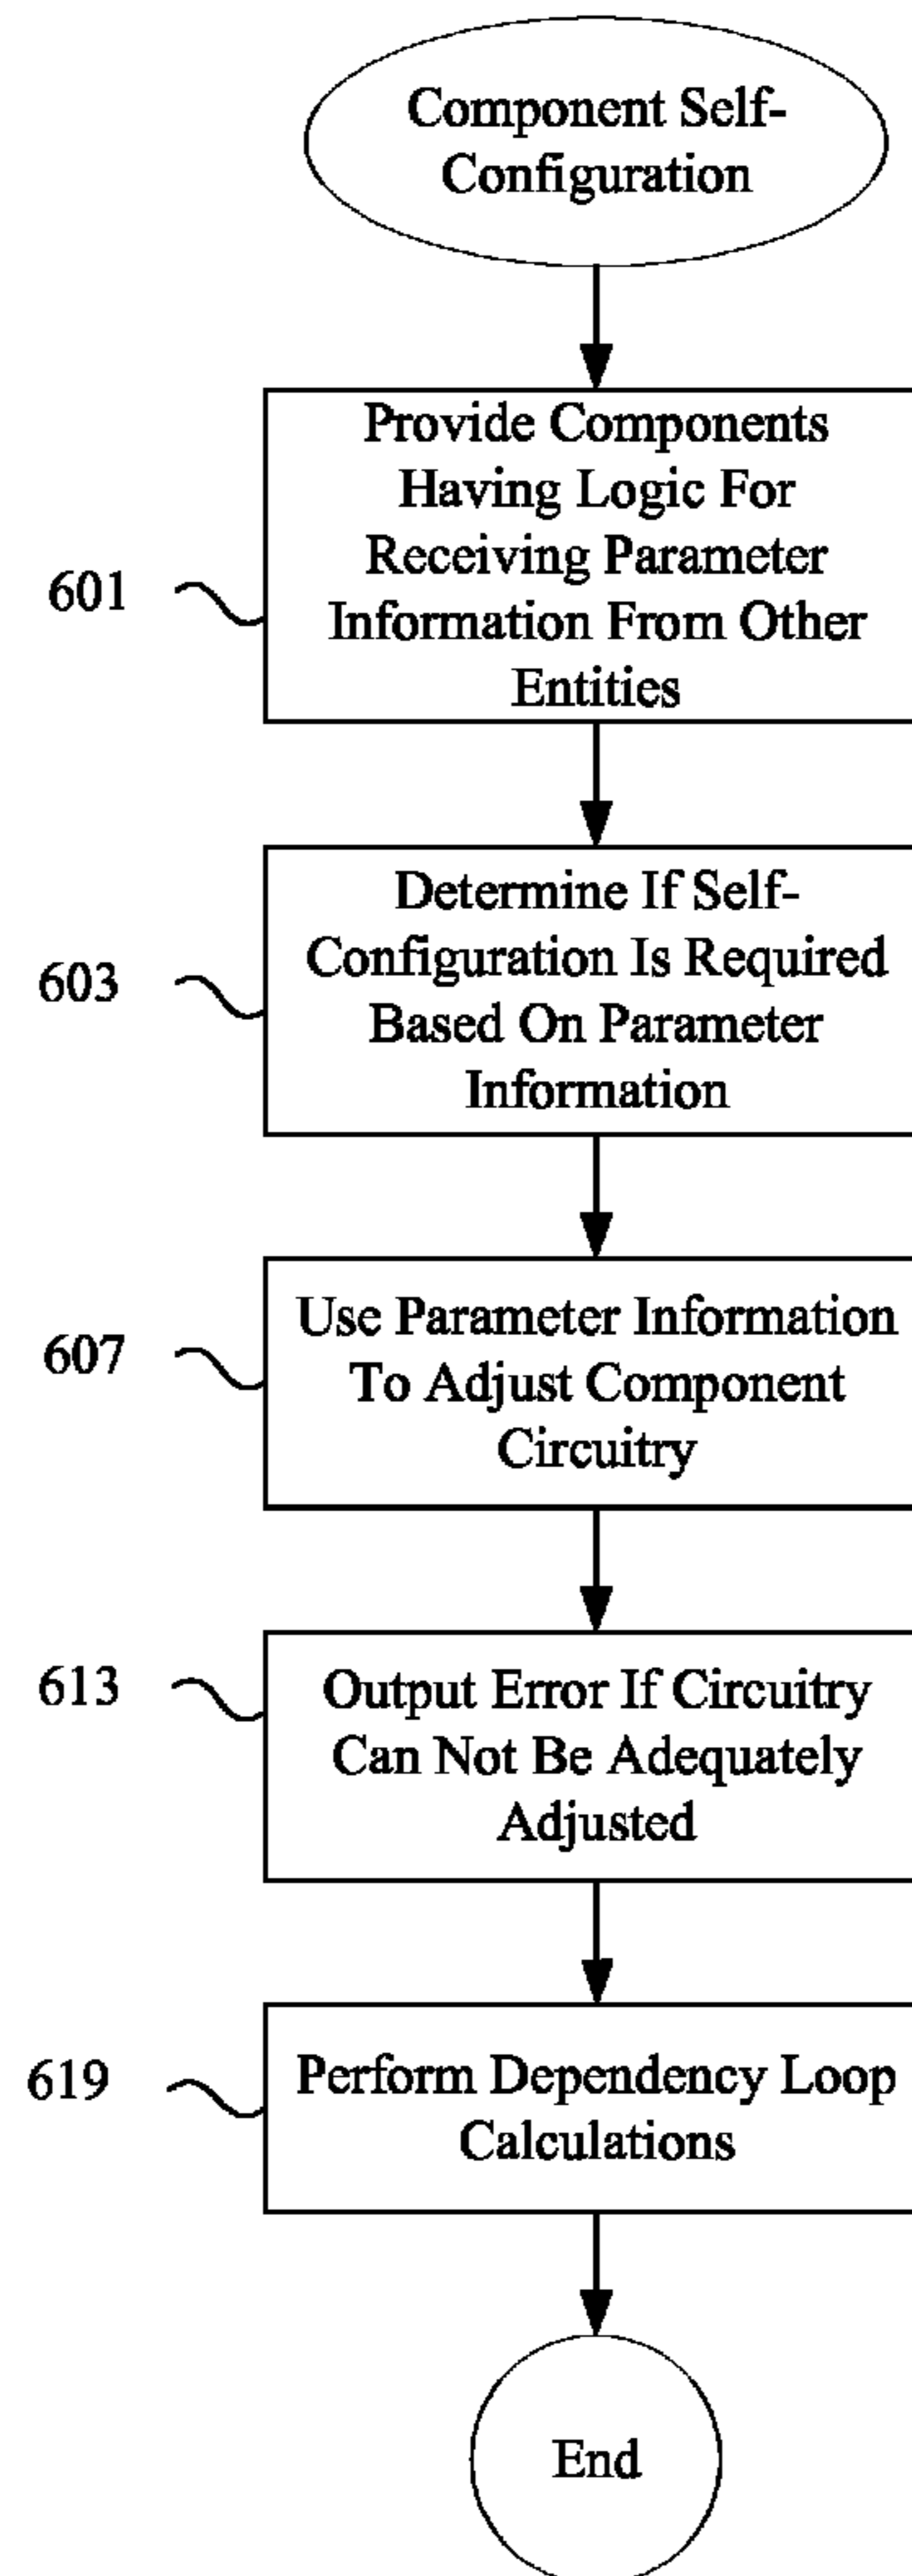 Component Self-
Configuration
Provide Components
Having Logic For
Receiving Parameter
Information From Other
Entities
601
Determine If Self-
Configuration Is Required
Based On Parameter
Information
603
Use Parameter Information
To Adjust Component
Circuitry
607
Output Error If Circuitry
Can Not Be Adequately
Adjusted
613
Perform Dependency Loop
Calculations
619
End